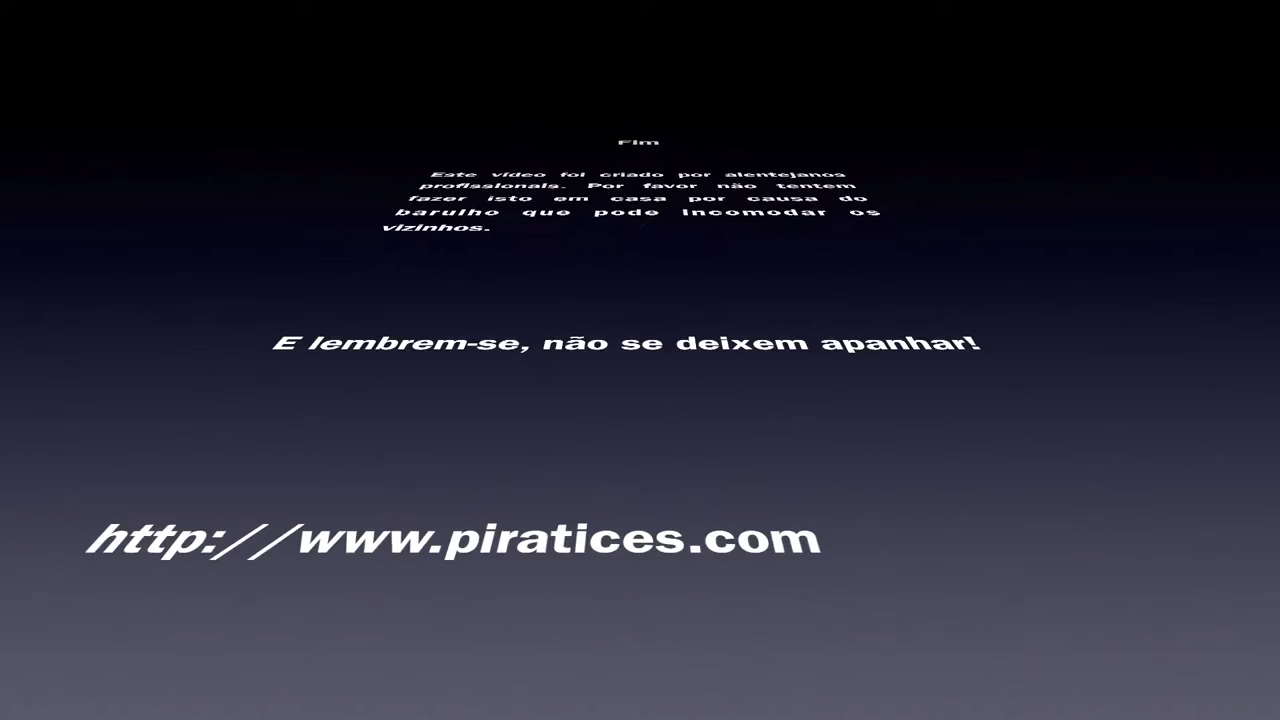 Fim
Este vídeo foi criado por alentejanos
profissionais. Por favor não tentem
fazer isto em casa por causa do
barulho que pode incomodar os
vizinhos.
E lembrem-se, não se deixem apanhar!
http://www.piratices.com